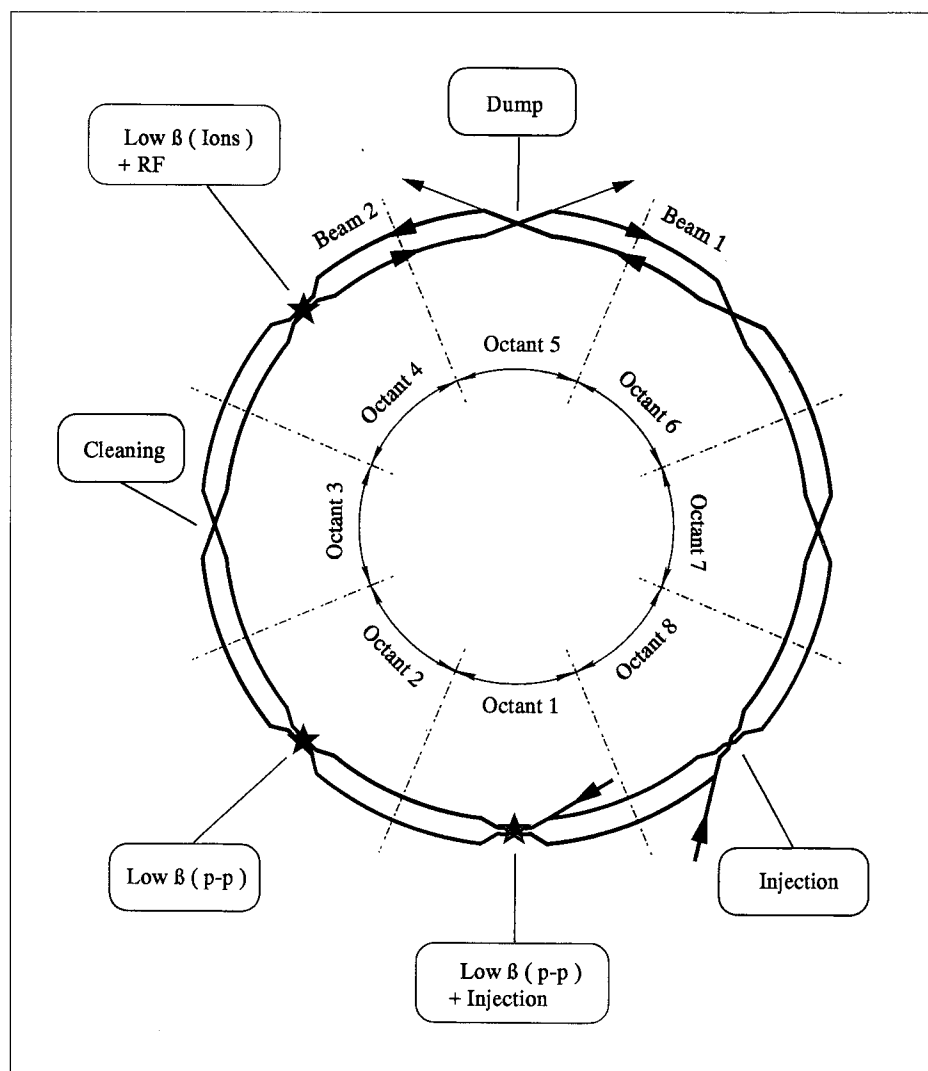 Dump
Low ß ( Ions )
+ RF
Beam 2
Beam 1
Octant 5
Octant 4
Octant 6
Cleaning
Octant 3
Octant 7
Octant 2
Octant 8
Octant 1
Low ß ( p-p )
Injection
Low ß ( p-p )
+ Injection